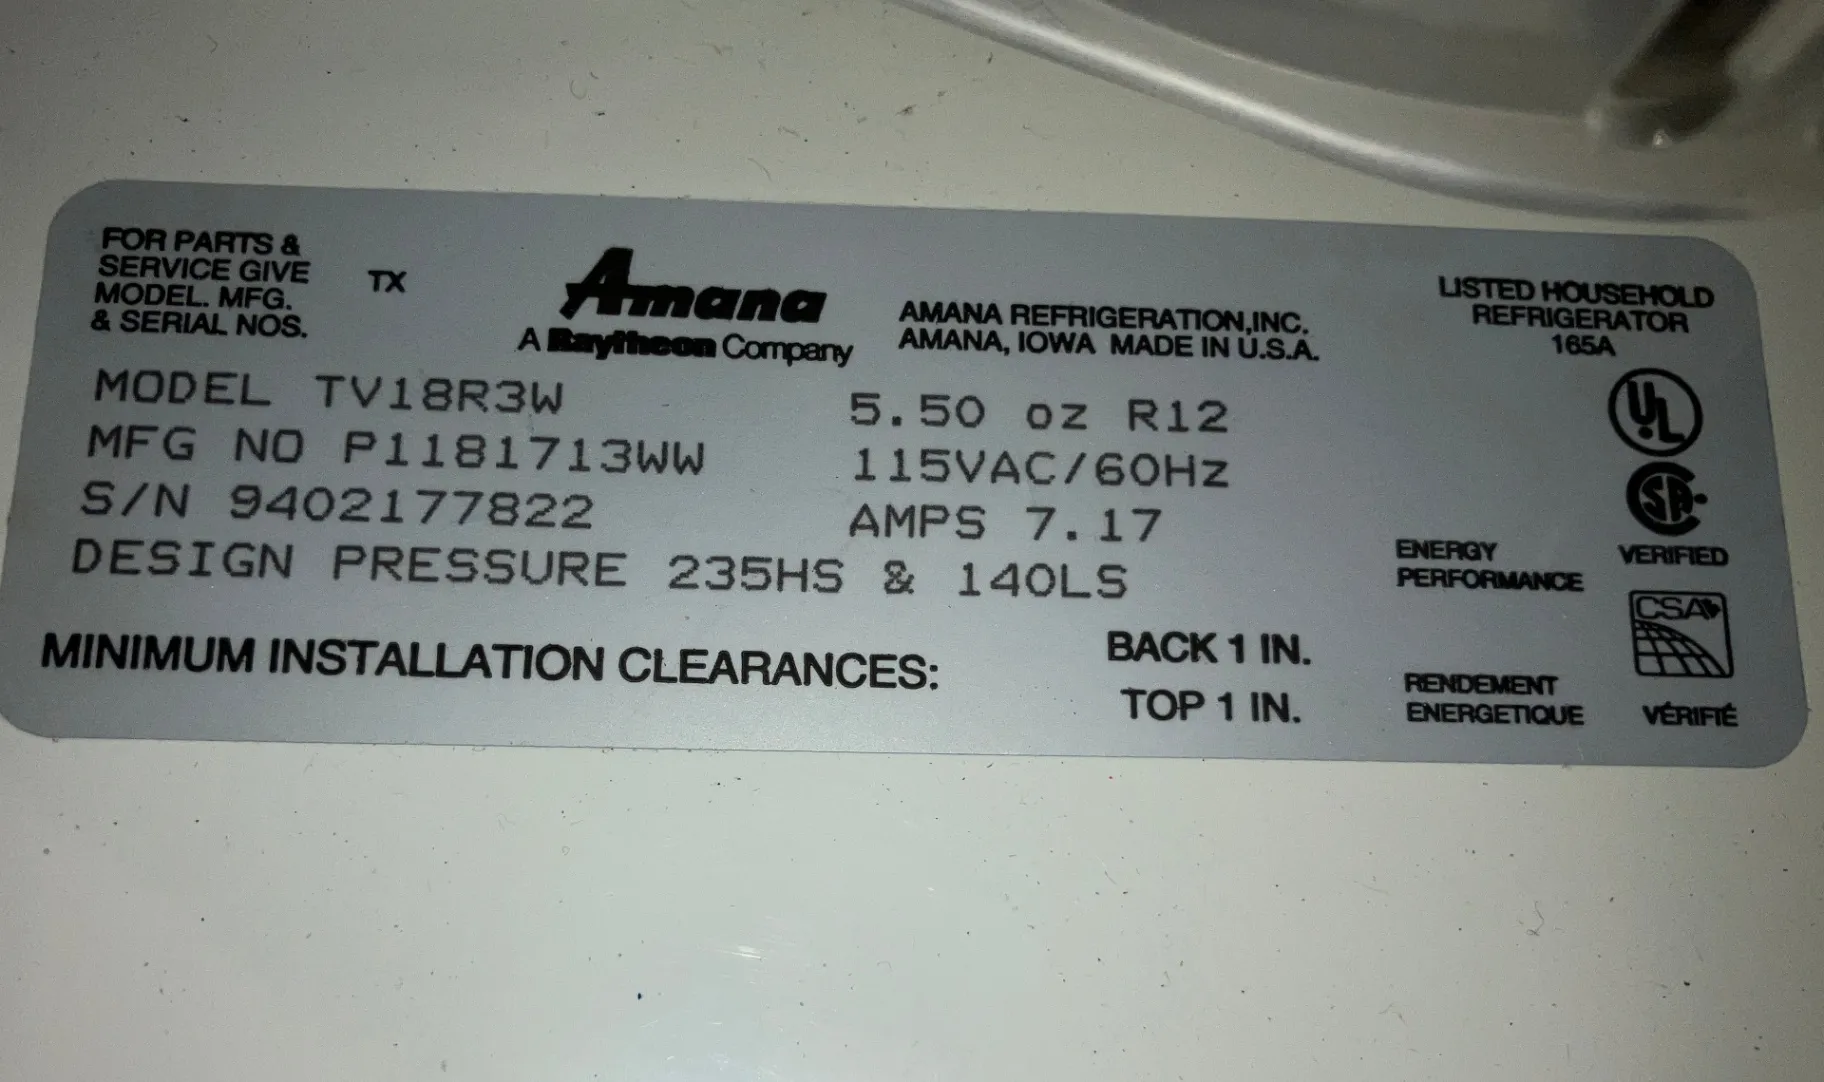 FOR PARTS &
SERVICE GIVE
MODEL. MFG.
& SERIAL NOS.
TX
Amana
A Raytheon Company
AMANA REFRIGERATION,INC.
AMANA, IOWA MADE IN U.S.A.
LISTED HOUSEHOLD
REFRIGERATOR
165A
UL
MODEL TV18R3W
MFG NO P1181713WW
S/N 9402177822
DESIGN PRESSURE 235HS & 140LS
5.50 oz R12
115VAC/60Hz
AMPS 7.17
SA
ENERGY
PERFORMANCE
VERIFIED
CSA
MINIMUM INSTALLATION CLEARANCES:
BACK 1 IN.
TOP 1 IN.
RENDEMENT
ENERGETIQUE
VÉRIFIÉ